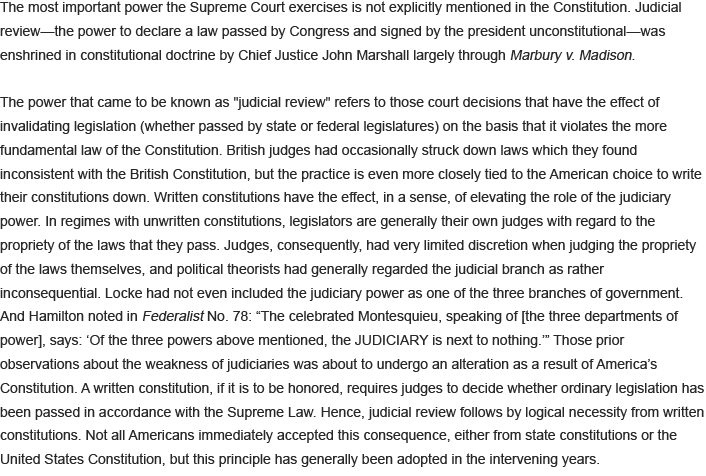 The most important power the Supreme Court exercises is not explicitly mentioned in the Constitution. Judicial
review—the power to declare a law passed by Congress and signed by the president unconstitutional—was
enshrined in constitutional doctrine by Chief Justice John Marshall largely through Marbury v. Madison.

The power that came to be known as "judicial review" refers to those court decisions that have the effect of
invalidating legislation (whether passed by state or federal legislatures) on the basis that it violates the more
fundamental law of the Constitution. British judges had occasionally struck down laws which they found
inconsistent with the British Constitution, but the practice is even more closely tied to the American choice to write
their constitutions down. Written constitutions have the effect, in a sense, of elevating the role of the judiciary
power. In regimes with unwritten constitutions, legislators are generally their own judges with regard to the
propriety of the laws that they pass. Judges, consequently, had very limited discretion when judging the propriety
of the laws themselves, and political theorists had generally regarded the judicial branch as rather
inconsequential. Locke had not even included the judiciary power as one of the three branches of government.
And Hamilton noted in Federalist No. 78: “The celebrated Montesquieu, speaking of [the three departments of
power], says: ‘Of the three powers above mentioned, the JUDICIARY is next to nothing.’” Those prior
observations about the weakness of judiciaries was about to undergo an alteration as a result of America’s
Constitution. A written constitution, if it is to be honored, requires judges to decide whether ordinary legislation has
been passed in accordance with the Supreme Law. Hence, judicial review follows by logical necessity from written
constitutions. Not all Americans immediately accepted this consequence, either from state constitutions or the
United States Constitution, but this principle has generally been adopted in the intervening years.